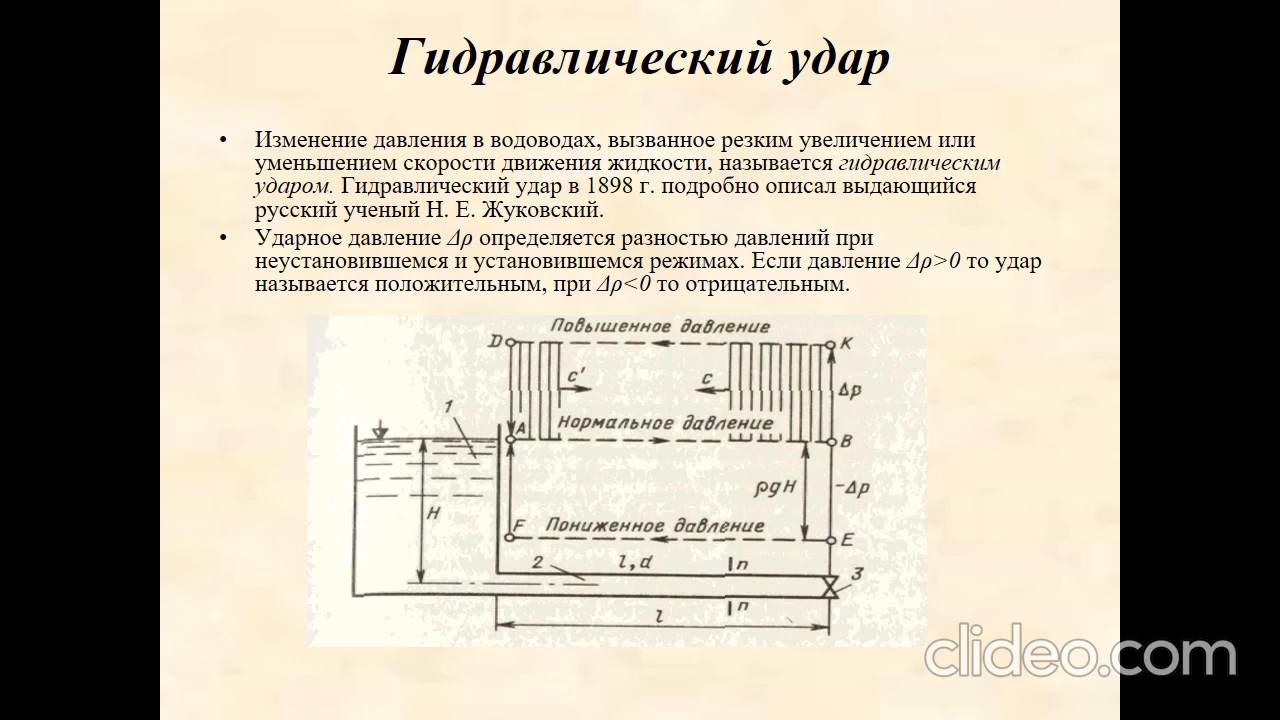 Гидравлический удар
• Изменение давления в водоводах, вызванное резким увеличением или
уменьшением скорости движения жидкости, называется гидравлическим
ударом. Гидравлический удар в 1898 г. подробно описал выдающийся
русский ученый Н. Е. Жуковский.
• Ударное давление Δρ определяется разностью давлений при
неустановившемся и установившемся режимах. Если давление Δρ>0 то удар
называется положительным, при Δρ<0 то отрицательным.
Повышенное давление
D
K
c'
c
Δp
1
A
Нормальное давление
B
H
ρgH
-Δp
F
Пониженное давление
E
2
l, d
n
3
n
l
clideo.com